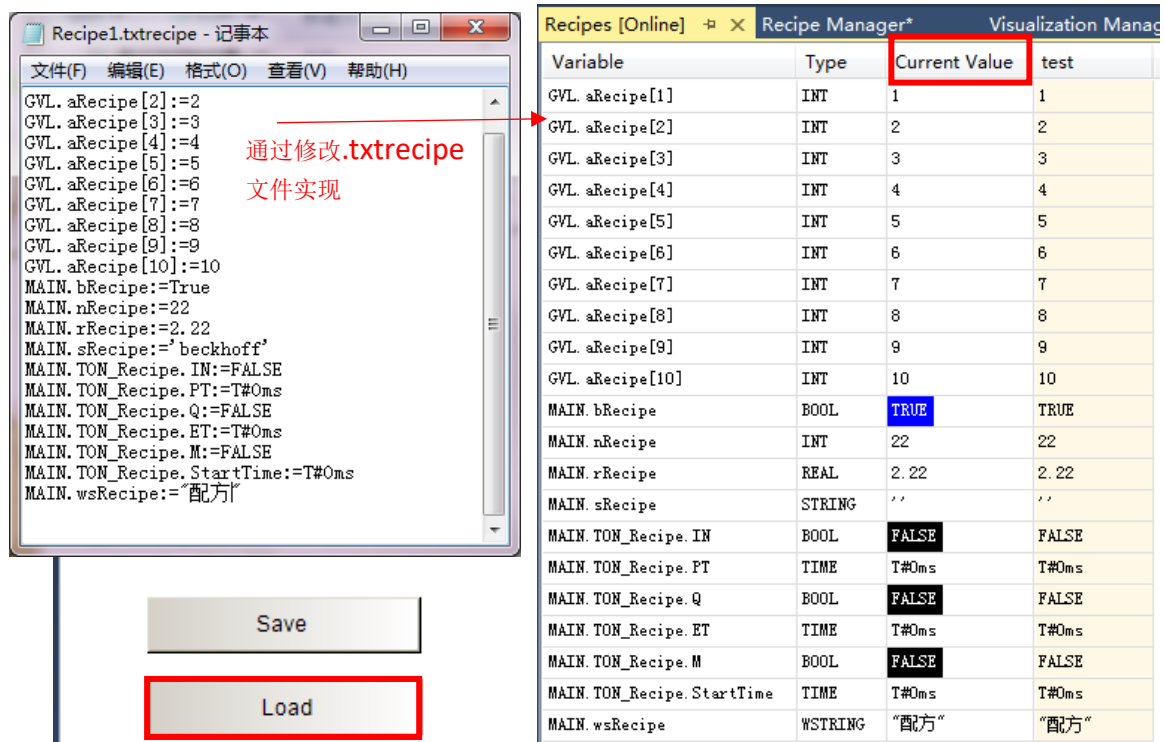 Recipe1.txtrecipe - 记事本
文件(F) 编辑(E) 格式(O) 查看(V) 帮助(H)
GVL.aRecipe[2]:=2
GVL.aRecipe[3]:=3
GVL.aRecipe[4]:=4
GVL.aRecipe[5]:=5
GVL.aRecipe[6]:=6
GVL.aRecipe[7]:=7
GVL.aRecipe[8]:=8
GVL.aRecipe[9]:=9
GVL.aRecipe[10]:=10
MAIN.bRecipe:=True
MAIN.nRecipe:=22
MAIN.rRecipe:=2.22
MAIN.sRecipe:='beckhoff'
MAIN.TON_Recipe.IN:=FALSE
MAIN.TON_Recipe.PT:=T#0ms
MAIN.TON_Recipe.Q:=FALSE
MAIN.TON_Recipe.ET:=T#0ms
MAIN.TON_Recipe.M:=FALSE
MAIN.TON_Recipe.StartTime:=T#0ms
MAIN.wsRecipe:="配方"
通过修改.txtrecipe
文件实现
Save
Load
Recipes [Online] Recipe Manager* Visualization Manag
Variable Type Current Value test
GVL.aRecipe[1] INT 1 1
GVL.aRecipe[2] INT 2 2
GVL.aRecipe[3] INT 3 3
GVL.aRecipe[4] INT 4 4
GVL.aRecipe[5] INT 5 5
GVL.aRecipe[6] INT 6 6
GVL.aRecipe[7] INT 7 7
GVL.aRecipe[8] INT 8 8
GVL.aRecipe[9] INT 9 9
GVL.aRecipe[10] INT 10 10
MAIN.bRecipe BOOL TRUE TRUE
MAIN.nRecipe INT 22 22
MAIN.rRecipe REAL 2.22 2.22
MAIN.sRecipe STRING '' ''
MAIN.TON_Recipe.IN BOOL FALSE FALSE
MAIN.TON_Recipe.PT TIME T#0ms T#0ms
MAIN.TON_Recipe.Q BOOL FALSE FALSE
MAIN.TON_Recipe.ET TIME T#0ms T#0ms
MAIN.TON_Recipe.M BOOL FALSE FALSE
MAIN.TON_Recipe.StartTime TIME T#0ms T#0ms
MAIN.wsRecipe WSTRING "配方" "配方"